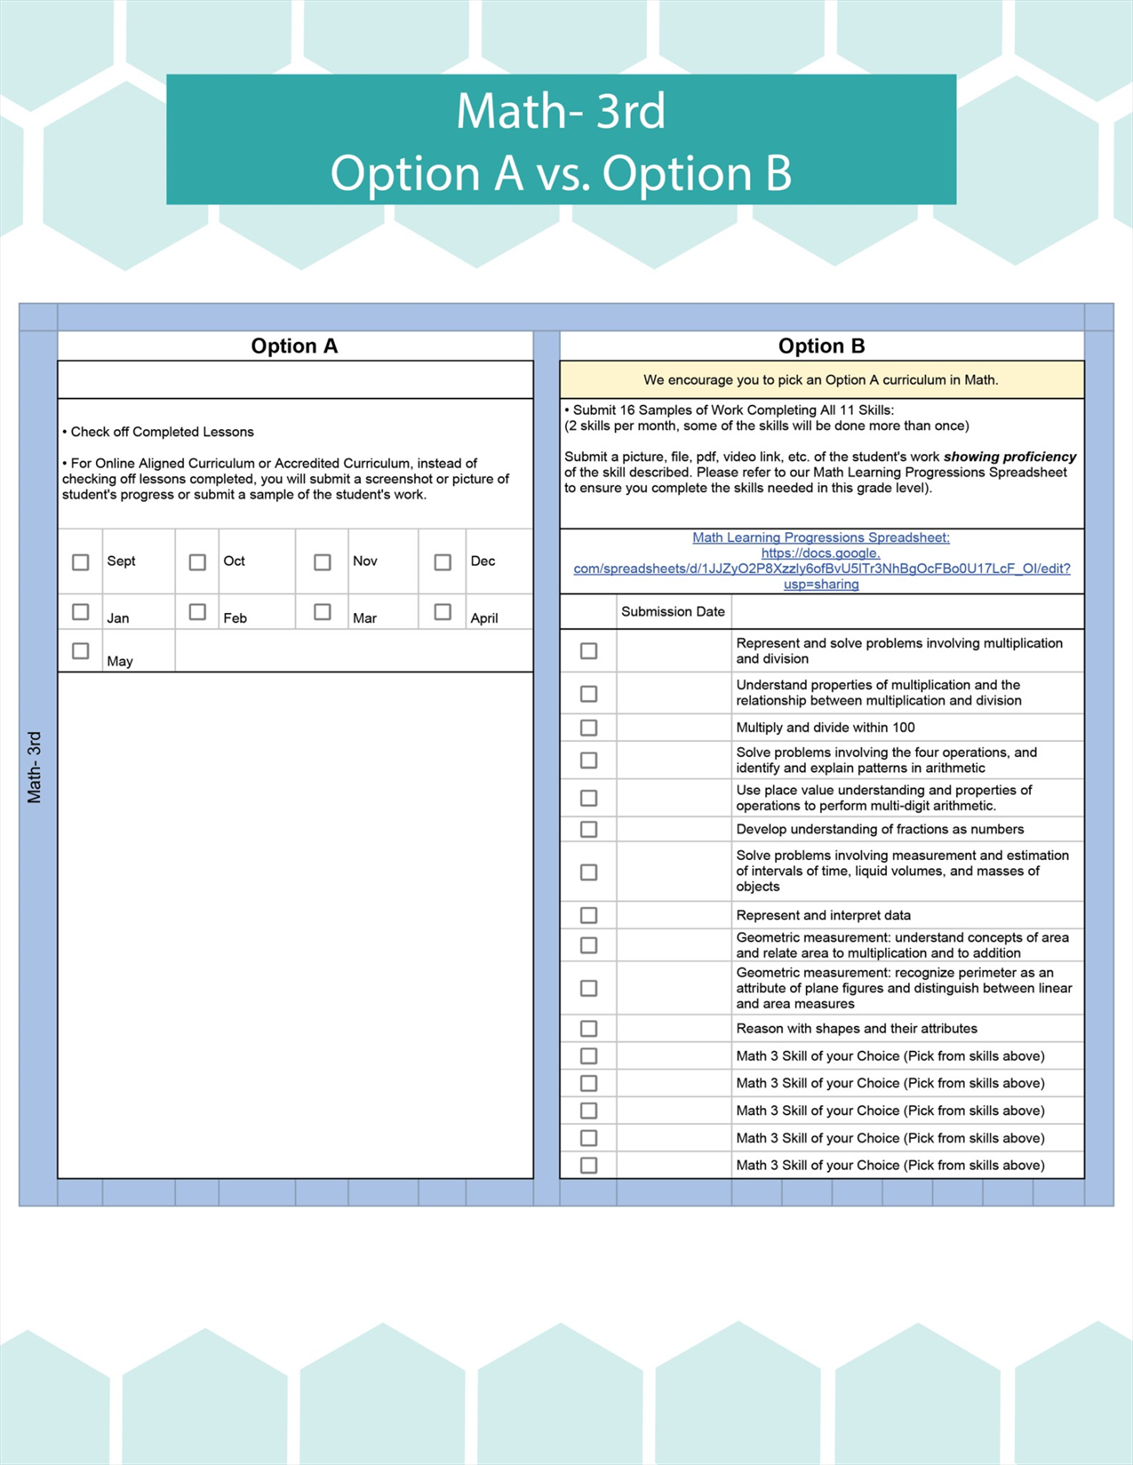 Math- 3rd
Option A vs. Option B
Option A
• Check off Completed Lessons
• For Online Aligned Curriculum or Accredited Curriculum, instead of
checking off lessons completed, you will submit a screenshot or picture of
student's progress or submit a sample of the student's work.
Sept
Oct
Nov
Dec
Jan
Feb
Mar
April
May
Math- 3rd
Option B
We encourage you to pick an Option A curriculum in Math.
• Submit 16 Samples of Work Completing All 11 Skills:
(2 skills per month, some of the skills will be done more than once)
Submit a picture, file, pdf, video link, etc. of the student's work showing proficiency
of the skill described. Please refer to our Math Learning Progressions Spreadsheet
to ensure you complete the skills needed in this grade level).
Math Learning Progressions Spreadsheet:
https://docs.google.
com/spreadsheets/d/1JJZyO2P8Xzzly6ofBvU5lTr3NhBgOcFBo0U17LcF_OI/edit?
usp=sharing
Submission Date
Represent and solve problems involving multiplication
and division
Understand properties of multiplication and the
relationship between multiplication and division
Multiply and divide within 100
Solve problems involving the four operations, and
identify and explain patterns in arithmetic
Use place value understanding and properties of
operations to perform multi-digit arithmetic.
Develop understanding of fractions as numbers
Solve problems involving measurement and estimation
of intervals of time, liquid volumes, and masses of
objects
Represent and interpret data
Geometric measurement: understand concepts of area
and relate area to multiplication and to addition
Geometric measurement: recognize perimeter as an
attribute of plane figures and distinguish between linear
and area measures
Reason with shapes and their attributes
Math 3 Skill of your Choice (Pick from skills above)
Math 3 Skill of your Choice (Pick from skills above)
Math 3 Skill of your Choice (Pick from skills above)
Math 3 Skill of your Choice (Pick from skills above)
Math 3 Skill of your Choice (Pick from skills above)